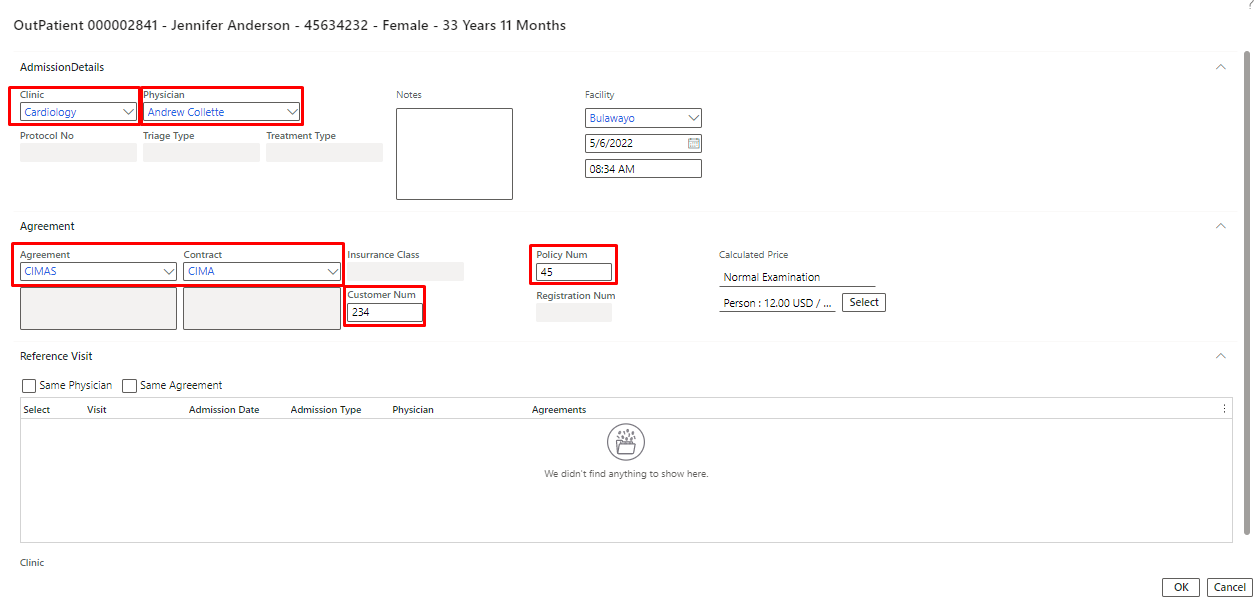 OutPatient 000002841 - Jennifer Anderson - 45634232 - Female - 33 Years 11 Months
AdmissionDetails
Clinic Physician Notes Facility
Cardiology Andrew Collette Bulawayo
Protocol No Triage Type Treatment Type
5/6/2022
08:34 AM
Agreement
Agreement Contract Insurrance Class Policy Num Calculated Price
CIMAS CIMA 45 Normal Examination
Customer Num Registration Num
234 Person : 12.00 USD / ... Select
Reference Visit
Same Physician Same Agreement
Select Visit Admission Date Admission Type Physician Agreements
We didn't find anything to show here.
Clinic
OK Cancel